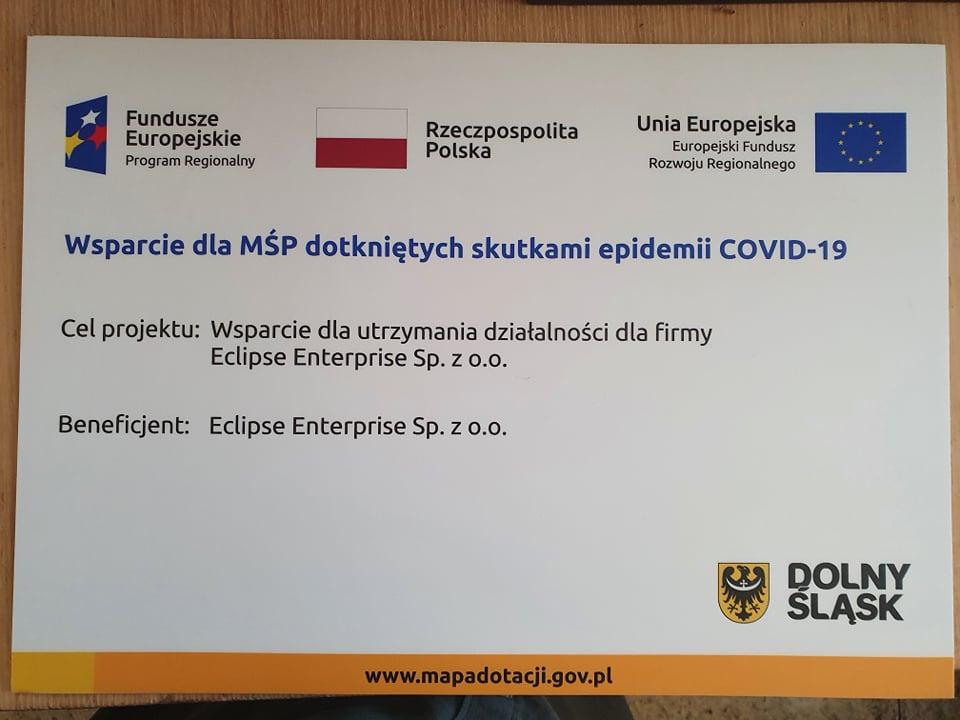 Fundusze
Europejskie
Program Regionalny
Rzeczpospolita
Polska
Unia Europejska
Europejski Fundusz
Rozwoju Regionalnego
Wsparcie dla MŚP dotkniętych skutkami epidemii COVID-19
Cel projektu: Wsparcie dla utrzymania działalności dla firmy
Eclipse Enterprise Sp. z o.o.
Beneficjent: Eclipse Enterprise Sp. z o.o.
DOLNY
ŚLĄSK
www.mapadotacji.gov.pl